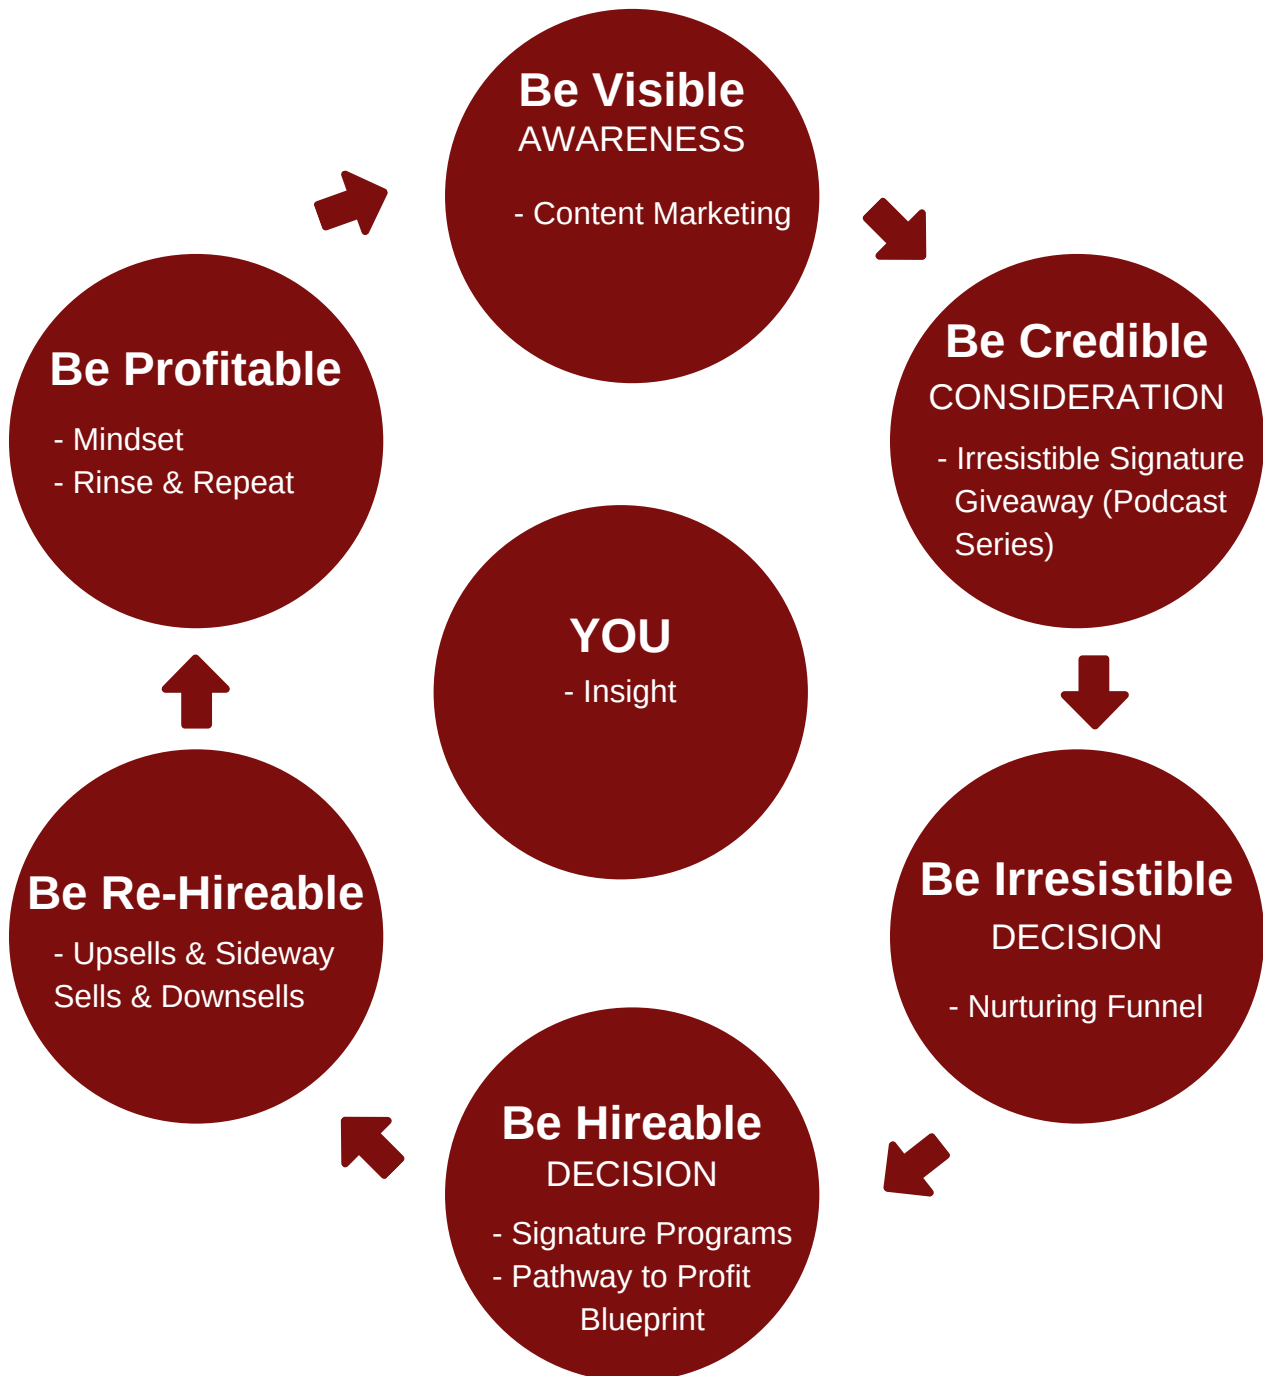 Be Visible
AWARENESS
- Content Marketing
Be Credible
CONSIDERATION
- Irresistible Signature
Giveaway (Podcast
Series)
Be Irresistible
DECISION
- Nurturing Funnel
Be Hireable
DECISION
- Signature Programs
- Pathway to Profit
Blueprint
Be Re-Hireable
- Upsells & Sideway
Sells & Downsells
Be Profitable
- Mindset
- Rinse & Repeat
YOU
- Insight